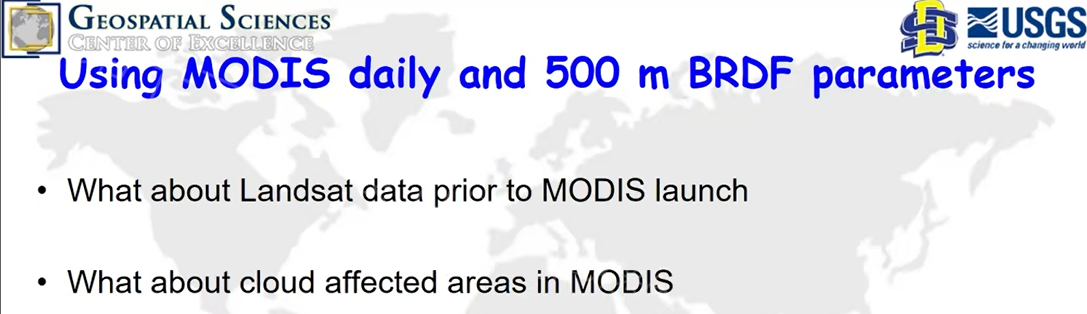 GEOSPATIAL SCIENCES
CENTER OF EXCELLENCE
USGS
science for a changing world
Using MODIS daily and 500 m BRDF parameters
• What about Landsat data prior to MODIS launch
• What about cloud affected areas in MODIS